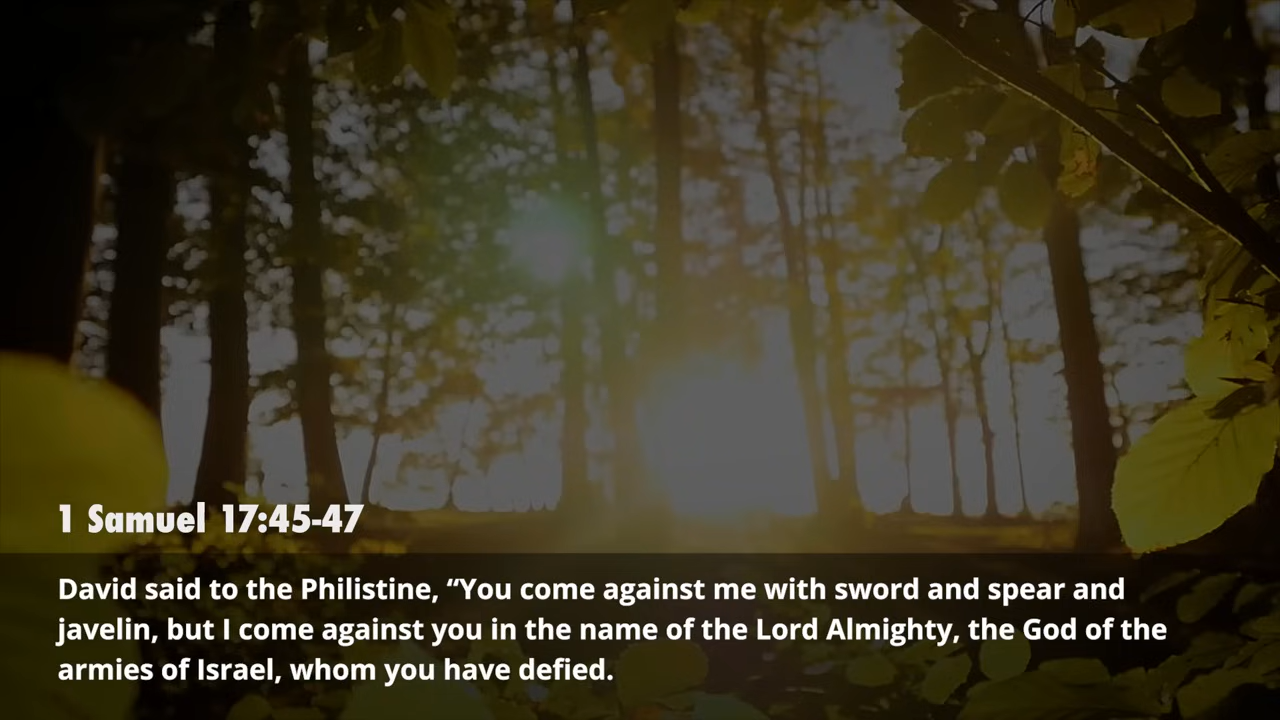 1 Samuel 17:45-47
David said to the Philistine, “You come against me with sword and spear and
javelin, but I come against you in the name of the Lord Almighty, the God of the
armies of Israel, whom you have defied.